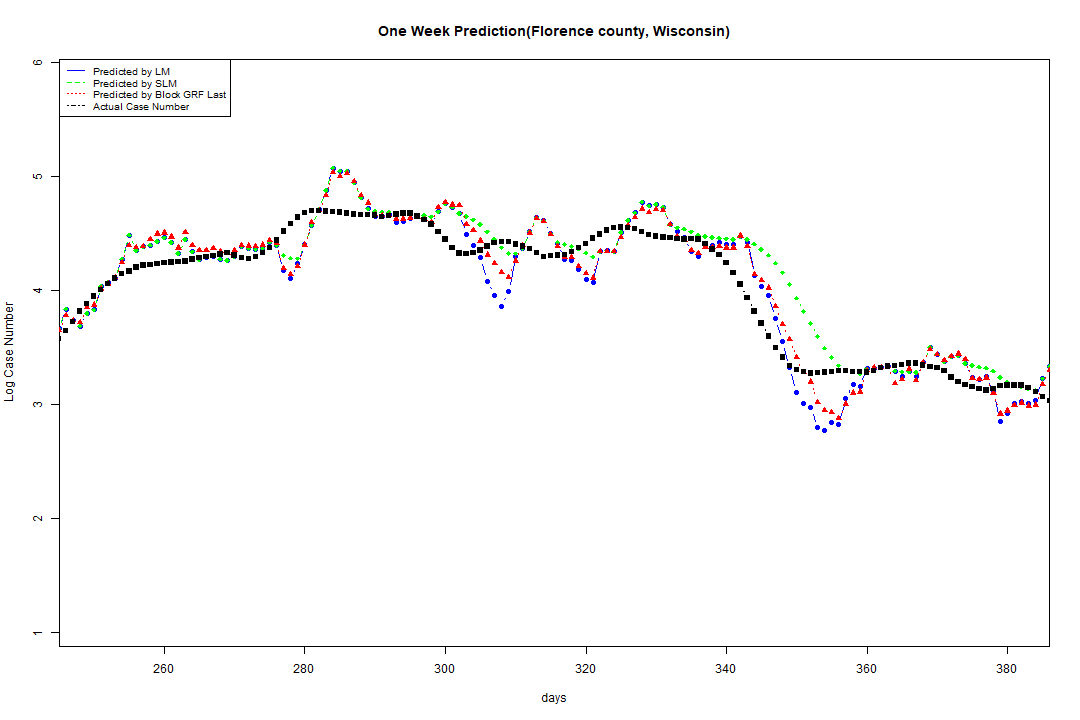 One Week Prediction(Florence county, Wisconsin)
Predicted by LM
Predicted by SLM
Predicted by Block GRF Last
Actual Case Number
6
5
4
3
2
1
Log Case Number
260 280 300 320 340 360 380
days